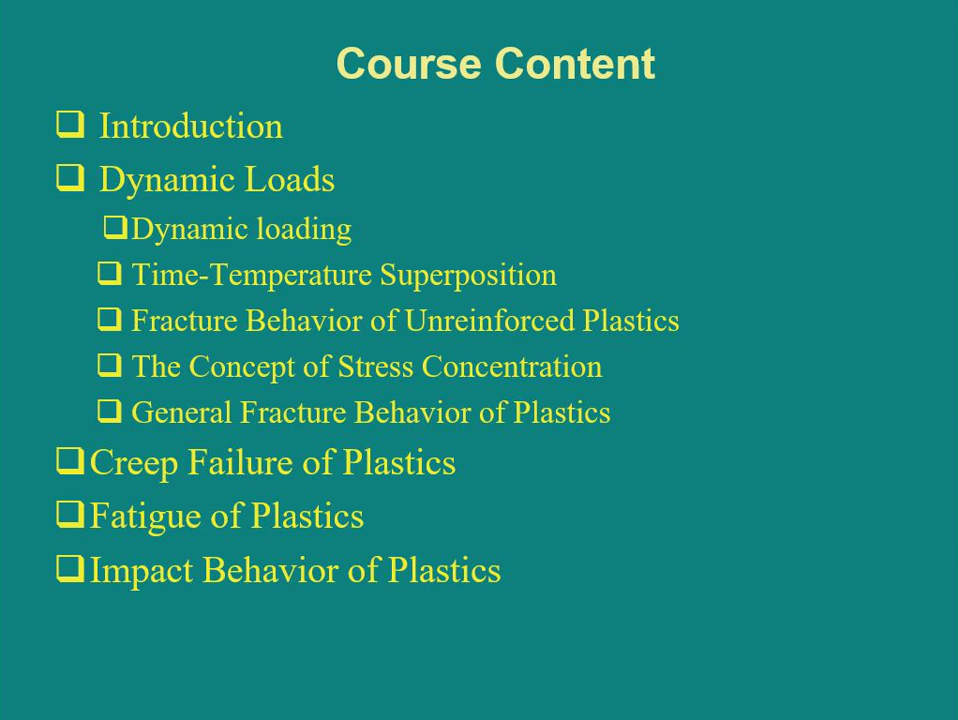 Course Content
Introduction
Dynamic Loads
Dynamic loading
Time-Temperature Superposition
Fracture Behavior of Unreinforced Plastics
The Concept of Stress Concentration
General Fracture Behavior of Plastics
Creep Failure of Plastics
Fatigue of Plastics
Impact Behavior of Plastics